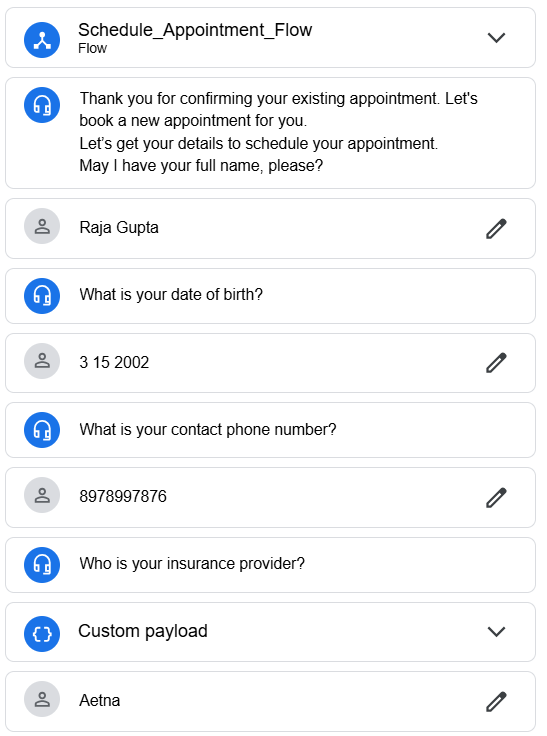 Schedule_Appointment_Flow
Flow
Thank you for confirming your existing appointment. Let's
book a new appointment for you.
Let’s get your details to schedule your appointment.
May I have your full name, please?
Raja Gupta
What is your date of birth?
3 15 2002
What is your contact phone number?
8978997876
Who is your insurance provider?
Custom payload
Aetna